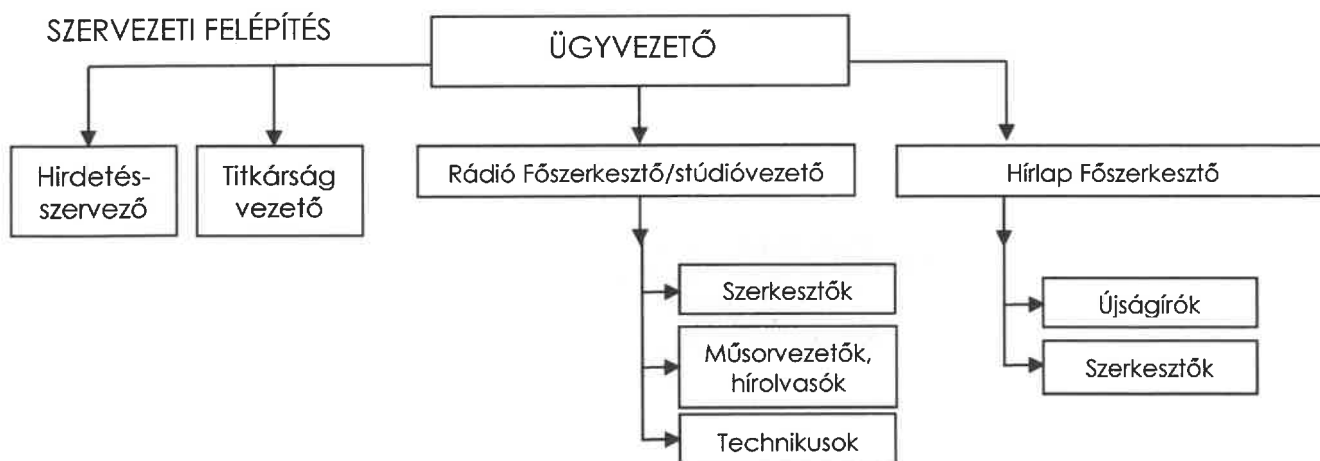 SZERVEZETI FELÉPÍTÉS
ÜGYVEZETŐ
Hirdetés-
szervező
Titkárság
vezető
Rádió Főszerkesztő/stúdióvezető
Hírlap Főszerkesztő
Szerkesztők
Műsorvezetők,
hírolvasók
Technikusok
Újságírók
Szerkesztők